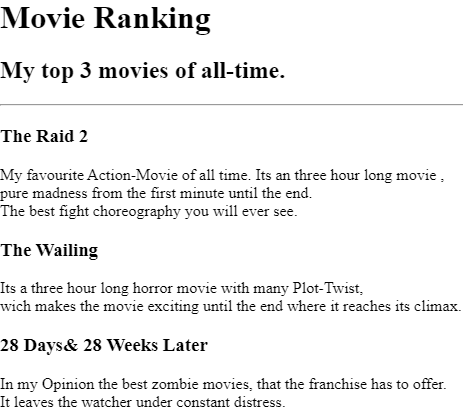 Movie Ranking
My top 3 movies of all-time.
The Raid 2
My favourite Action-Movie of all time. Its an three hour long movie ,
pure madness from the first minute until the end.
The best fight choreography you will ever see.
The Wailing
Its a three hour long horror movie with many Plot-Twist,
wich makes the movie exciting until the end where it reaches its climax.
28 Days& 28 Weeks Later
In my Opinion the best zombie movies, that the franchise has to offer.
It leaves the watcher under constant distress.